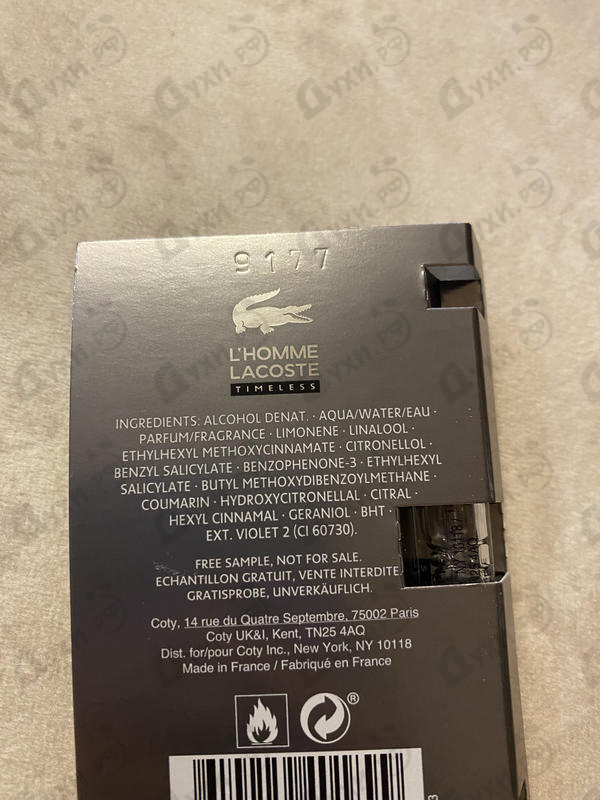 9177
L'HOMME
LACOSTE
TIMELESS
INGREDIENTS: ALCOHOL DENAT. · AQUA/WATER/EAU ·
PARFUM/FRAGRANCE · LIMONENE · LINALOOL ·
ETHYLHEXYL METHOXYCINNAMATE · CITRONELLOL ·
BENZYL SALICYLATE · BENZOPHENONE-3 · ETHYLHEXYL
SALICYLATE · BUTYL METHOXYDIBENZOYLMETHANE ·
COUMARIN · HYDROXYCITRONELLAL · CITRAL ·
HEXYL CINNAMAL · GERANIOL · BHT ·
EXT. VIOLET 2 (CI 60730).
FREE SAMPLE, NOT FOR SALE.
ECHANTILLON GRATUIT, VENTE INTERDITE.
GRATISPROBE, UNVERKÄUFLICH.
Coty, 14 rue du Quatre Septembre, 75002 Paris
Coty UK&I, Kent, TN25 4AQ
Dist. for/pour Coty Inc., New York, NY 10118
Made in France / Fabriqué en France
®
Духи.РФ